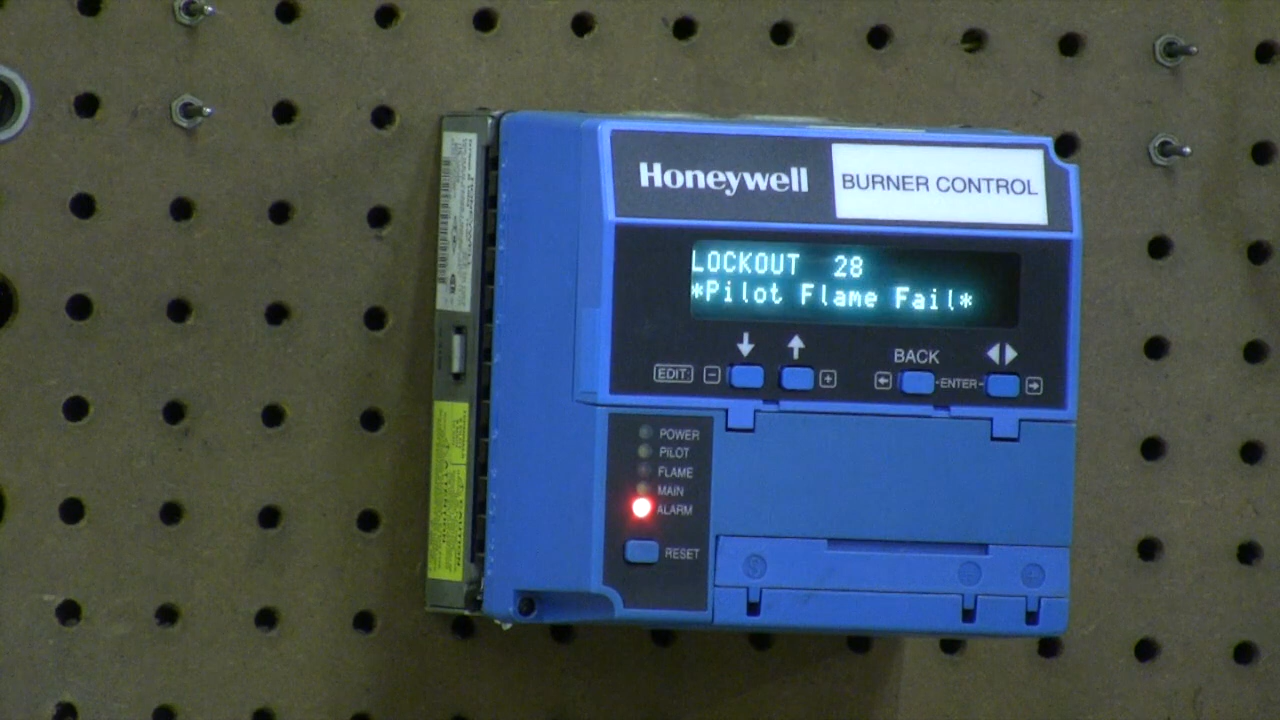 Honeywell
BURNER CONTROL
LOCKOUT 28
*Pilot Flame Fail*
BACK
EDIT: - +
ENTER
POWER
PILOT
FLAME
MAIN
ALARM
RESET